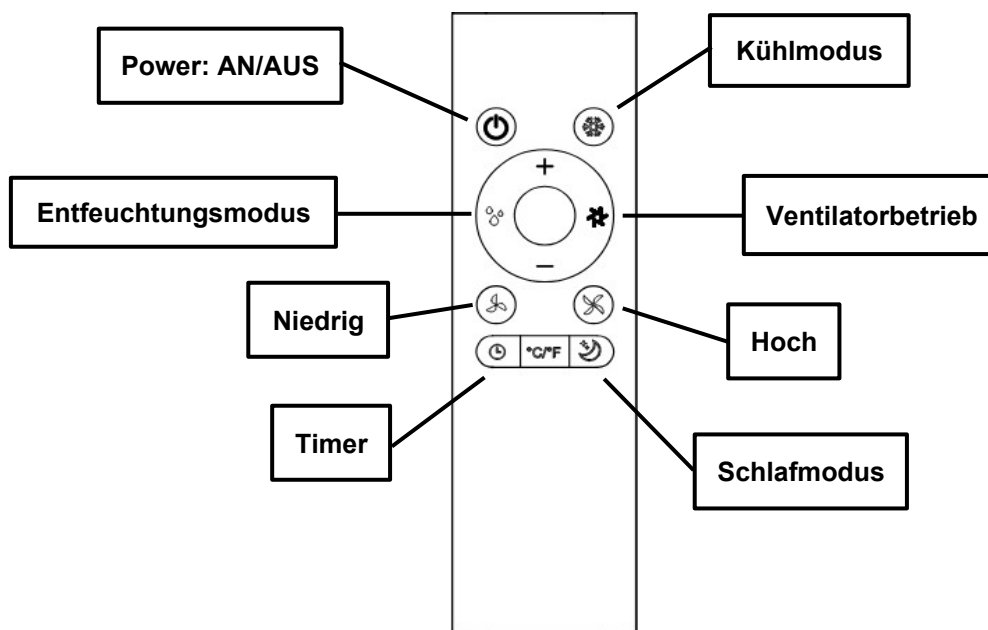 Power: AN/AUS
Kühlmodus
+
Entfeuchtungsmodus
Ventilatorbetrieb
−
Niedrig
Hoch
°C/°F
Timer
Schlafmodus